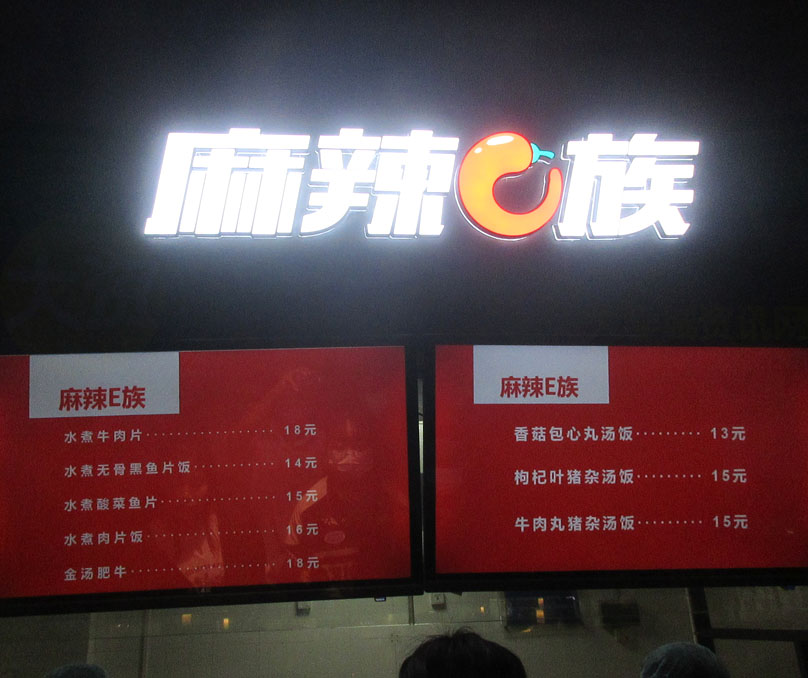 麻辣e族
麻辣E族
水煮牛肉片·················· 18元
水煮无骨黑鱼片饭············ 14元
水煮酸菜鱼片················ 15元
水煮肉片饭·················· 16元
金汤肥牛···················· 18元
麻辣E族
香菇包心丸汤饭········· 13元
枸杞叶猪杂汤饭········· 15元
牛肉丸猪杂汤饭········· 15元